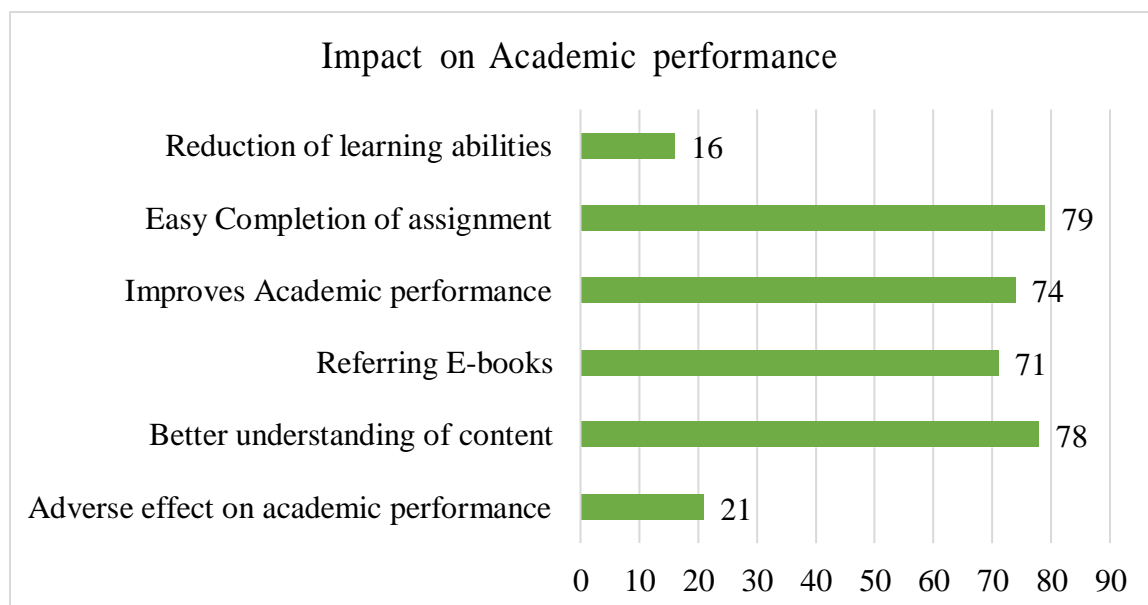 Impact on Academic performance
Reduction of learning abilities 16
Easy Completion of assignment 79
Improves Academic performance 74
Referring E-books 71
Better understanding of content 78
Adverse effect on academic performance 21
0 10 20 30 40 50 60 70 80 90